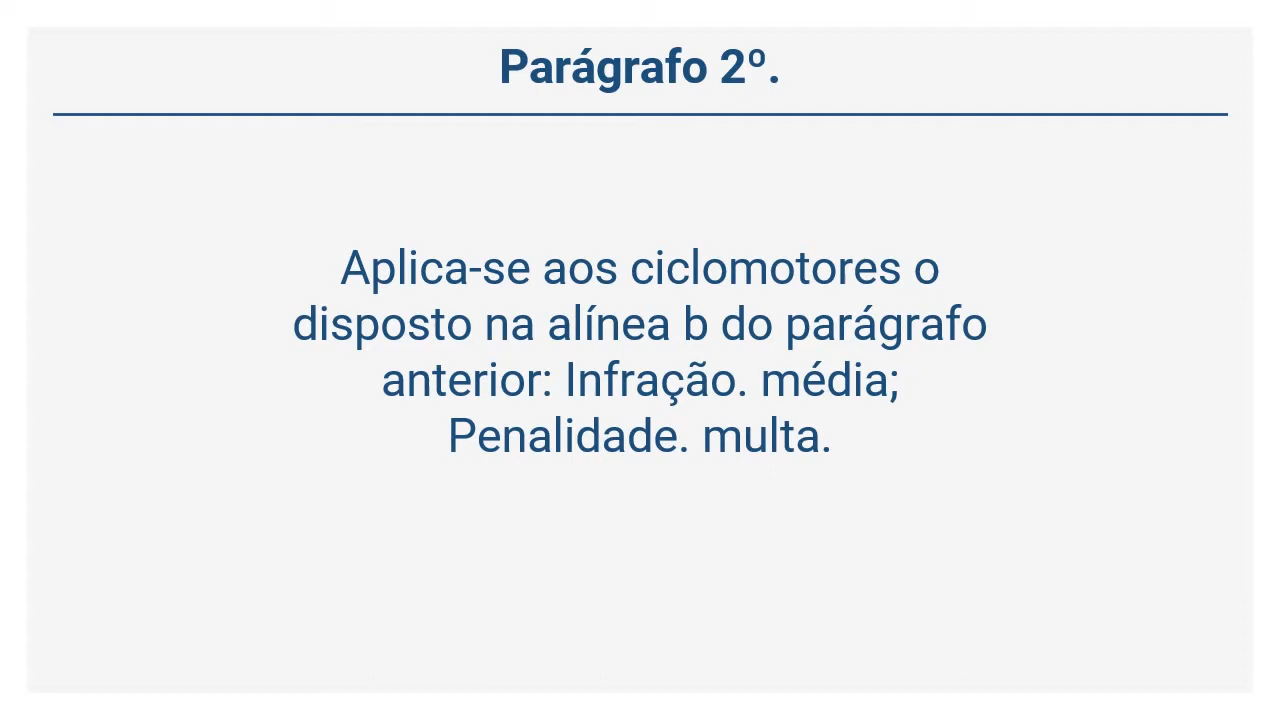 Parágrafo 2º.
Aplica-se aos ciclomotores o
disposto na alínea b do parágrafo
anterior: Infração. média;
Penalidade. multa.